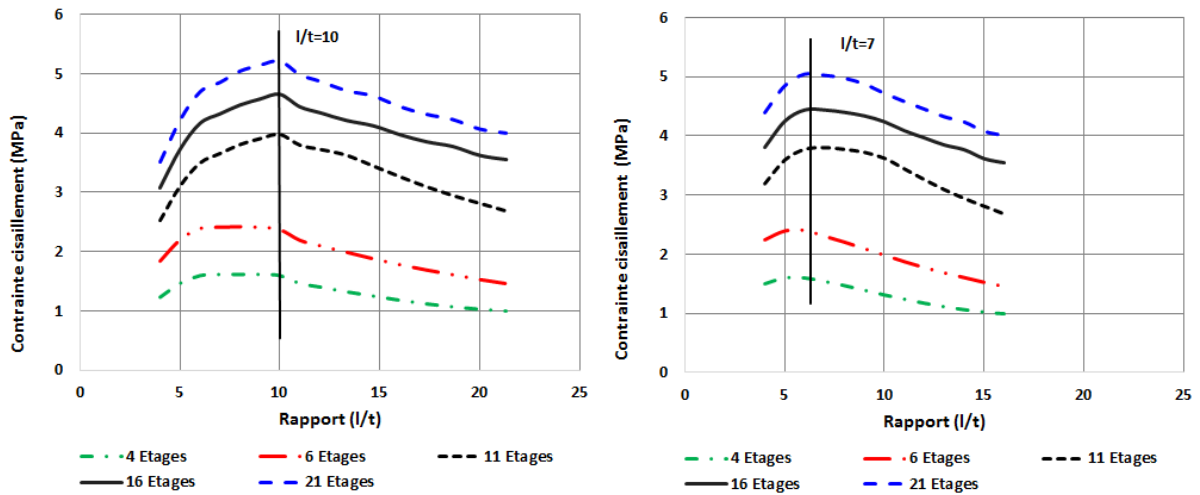 6
5
4
3
2
1
0
Contrainte cisaillement (MPa)
l/t=10
0 5 10 15 20 25
Rapport (l/t)
4 Etages 6 Etages 11 Etages
16 Etages 21 Etages
6
5
4
3
2
1
0
Contrainte cisaillement (MPa)
l/t=7
0 5 10 15 20 25
Rapport (l/t)
4 Etages 6 Etages 11 Etages
16 Etages 21 Etages